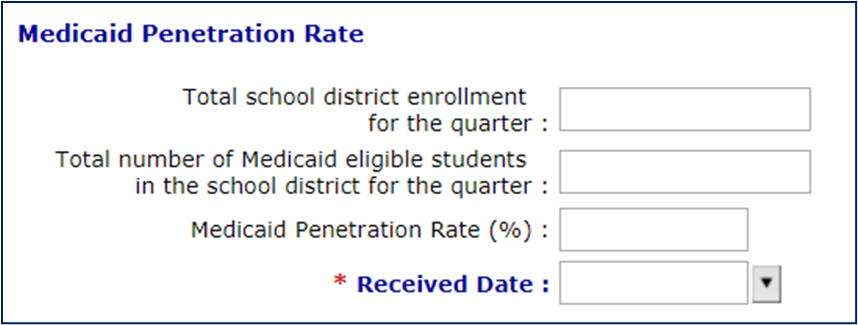 Medicaid Penetration Rate
Total school district enrollment
for the quarter :
Total number of Medicaid eligible students
in the school district for the quarter :
Medicaid Penetration Rate (%) :
* Received Date :